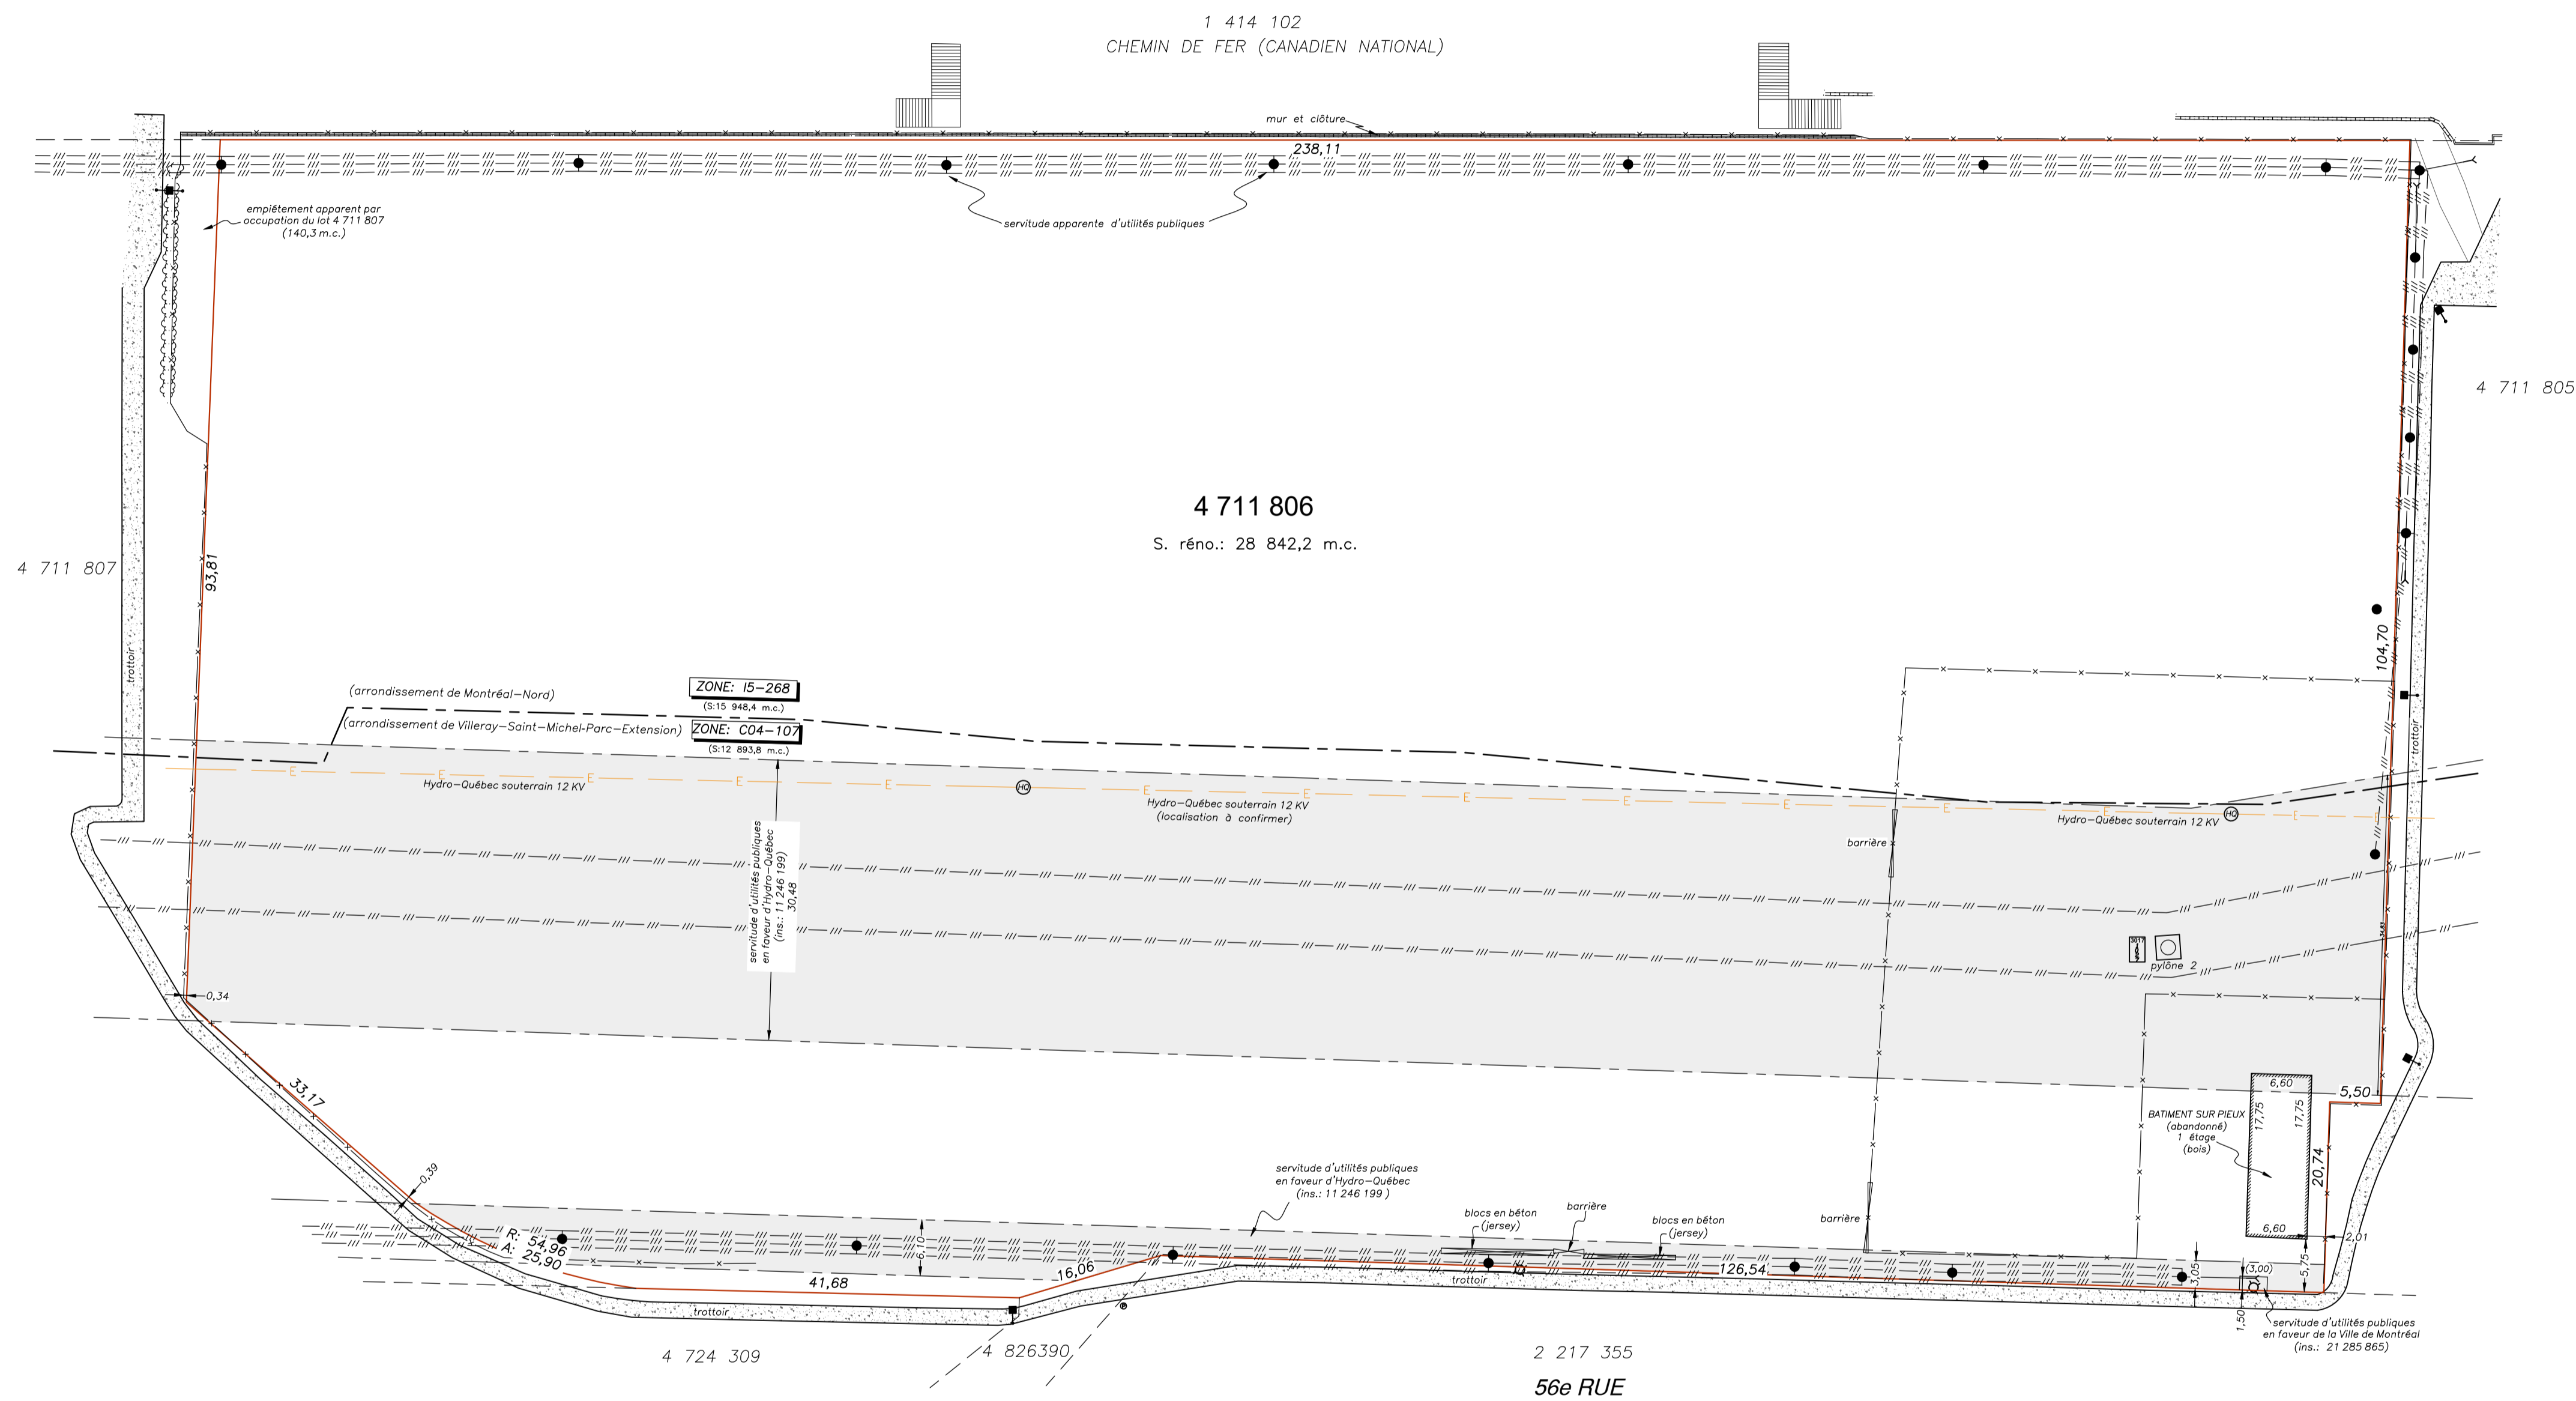 1 414 102
CHEMIN DE FER (CANADIEN NATIONAL)
mur et clôture
238,11
empiétement apparent par
occupation du lot 4 711 807
(140,3 m.c.)
servitude apparente d'utilités publiques
4 711 805
4 711 806
S. réno.: 28 842,2 m.c.
4 711 807
93,81
trottoir
104,70
trottoir
(arrondissement de Montréal-Nord)
ZONE: I5-268
(S:15 948,4 m.c.)
(arrondissement de Villeray-Saint-Michel-Parc-Extension)
ZONE: C04-107
(S:12 893,8 m.c.)
E E E E E E E E E E E E E E
Hydro-Québec souterrain 12 KV
HQ
Hydro-Québec souterrain 12 KV
(localisation à confirmer)
Hydro-Québec souterrain 12 KV
HQ
barrière
servitude d'utilités publiques
en faveur d'Hydro-Québec
(ins.: 11 246 199)
30,48
3017
pylône 2
0,34
33,17
0,39
5,50
6,60
17,75
17,75
6,60
BATIMENT SUR PIEUX
(abandonné)
1 étage
(bois)
20,74
2,01
5,75
servitude d'utilités publiques
en faveur d'Hydro-Québec
(ins.: 11 246 199 )
blocs en béton
(jersey)
barrière
blocs en béton
(jersey)
barrière
R: 54,96
A: 25,90
6,10
41,68
16,06
126,54
3,05
(3,00)
1,50
trottoir
trottoir
servitude d'utilités publiques
en faveur de la Ville de Montréal
(ins.: 21 285 865)
4 724 309
4 826390
2 217 355
56e RUE